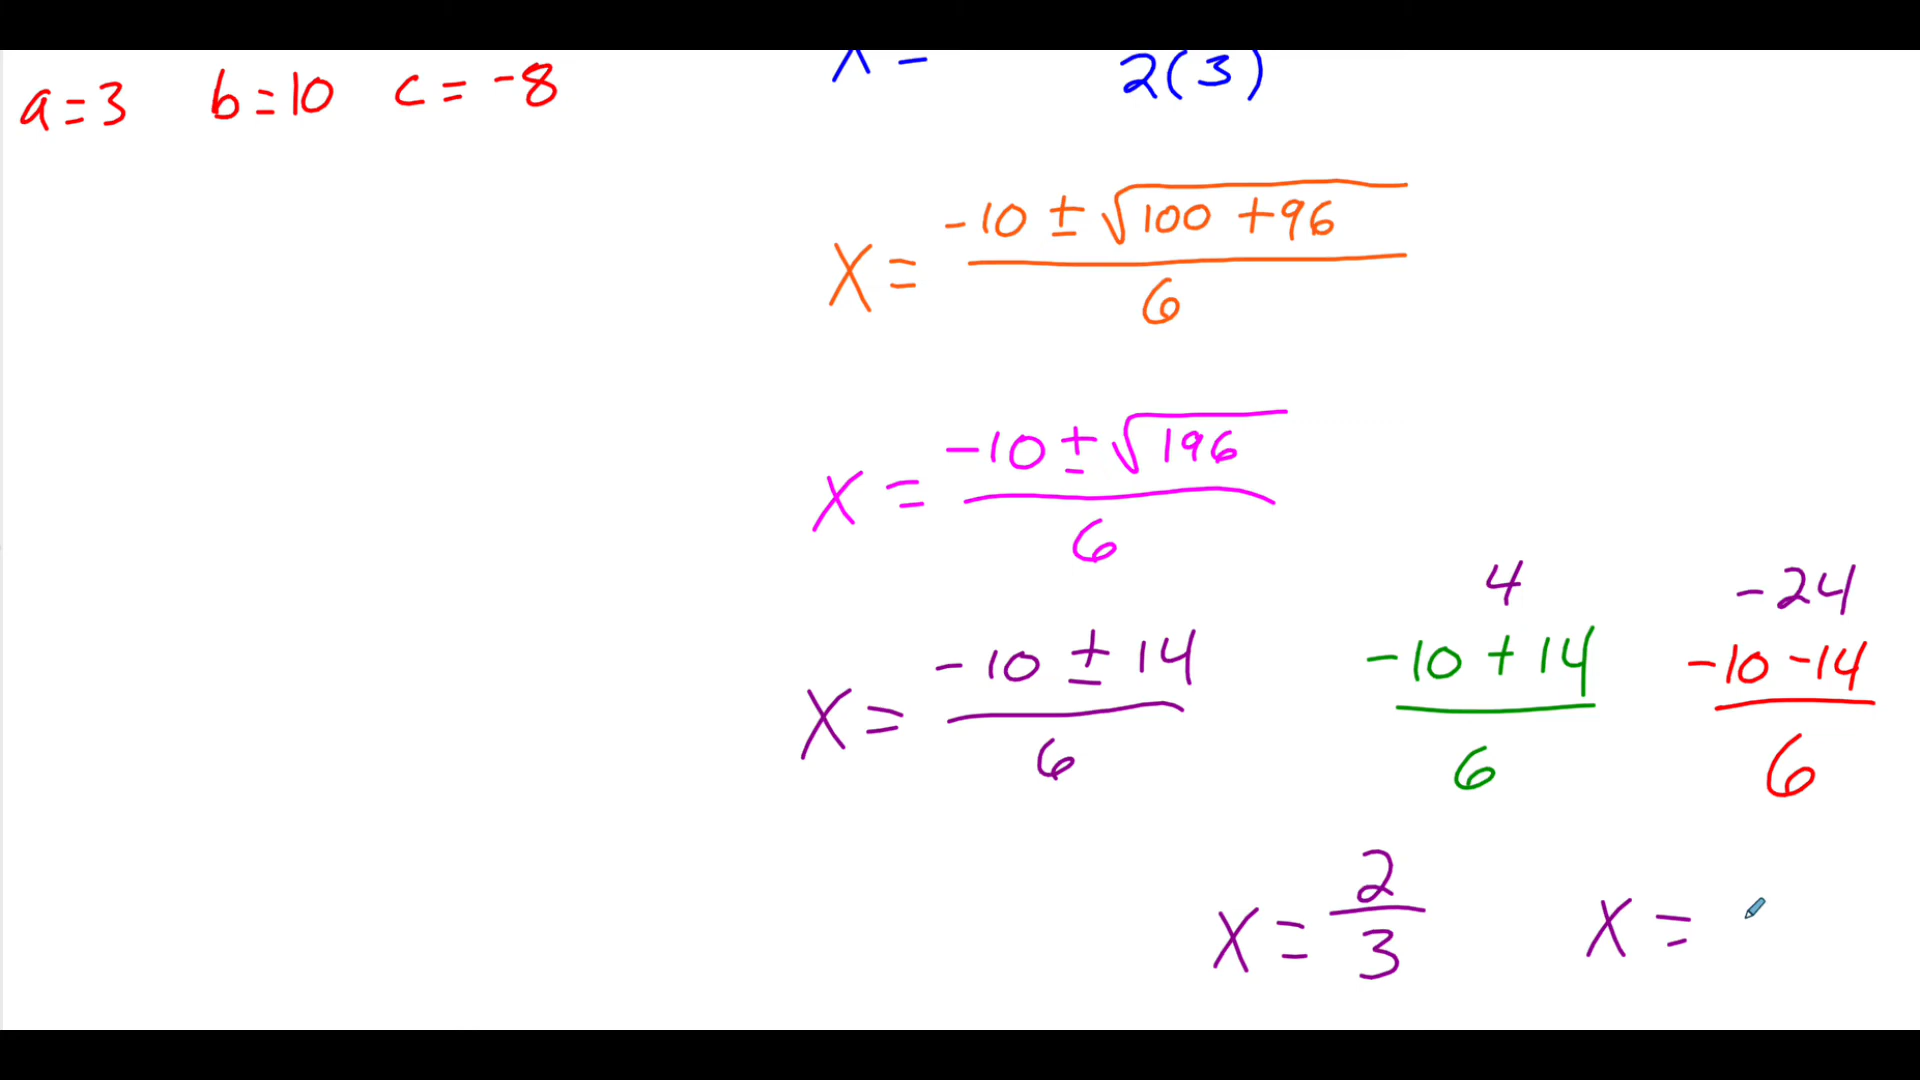 a=3 b=10 c=-8
x= 2(3)
x= -10 ± √100 +96
6
x= -10 ± √196
6
4 -24
x= -10 ± 14 -10 + 14 -10 -14
6 6 6
x= 2/3 x=